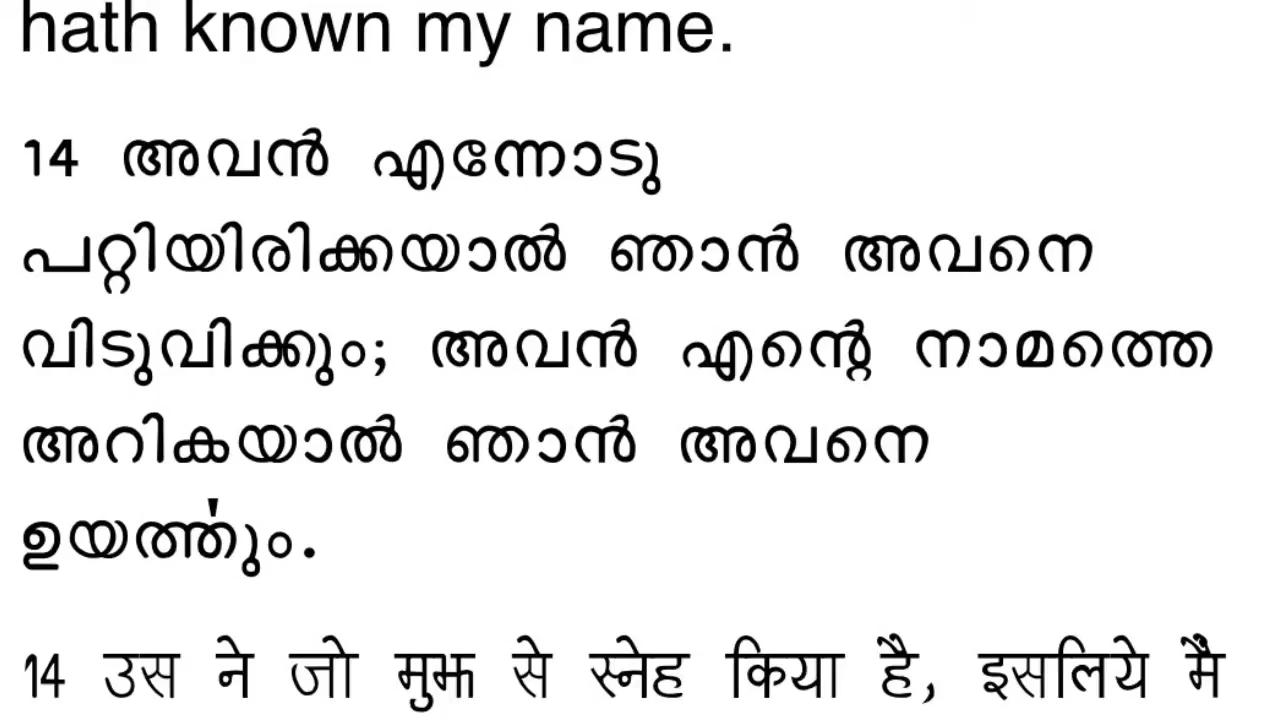 hath known my name.
14 അവൻ എന്നോടു
പറ്റിയിരിക്കയാൽ ഞാൻ അവനെ
വിടുവിക്കും; അവൻ എന്റെ നാമത്തെ
അറികയാൽ ഞാൻ അവനെ
ഉയൎത്തും.
14 उस ने जो मुझ से स्नेह किया है, इसलिये मैं